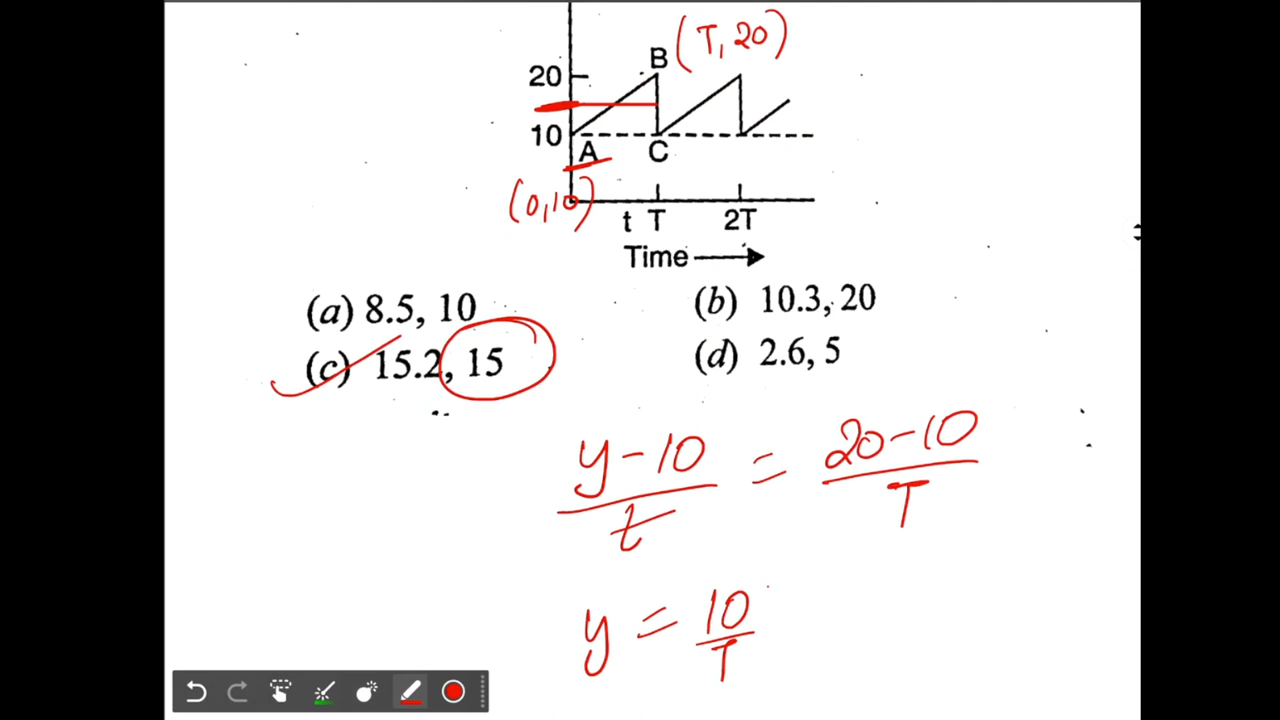 B (T, 20)
20
10
A C
(0,10)
t T 2T
Time
(a) 8.5, 10 (b) 10.3, 20
(c) 15.2, 15 (d) 2.6, 5
y-10/t = 20-10/T
y = 10/T